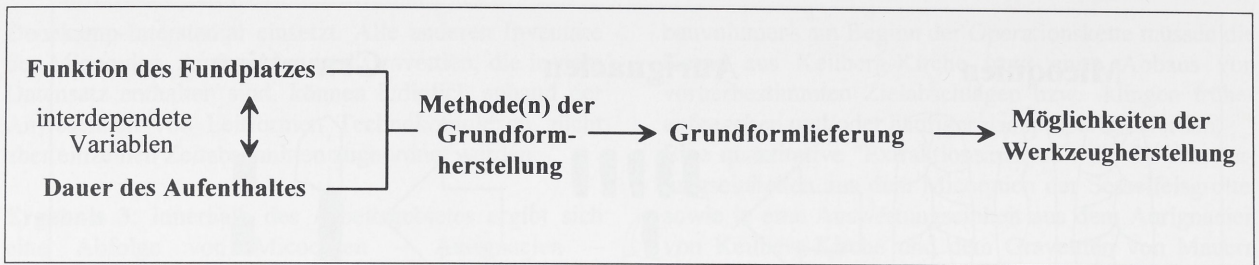 Funktion des Fundplatzes
interdependete
Variablen
Dauer des Aufenthaltes
Methode(n) der
Grundform-
herstellung
Grundformlieferung
Möglichkeiten der
Werkzeugherstellung